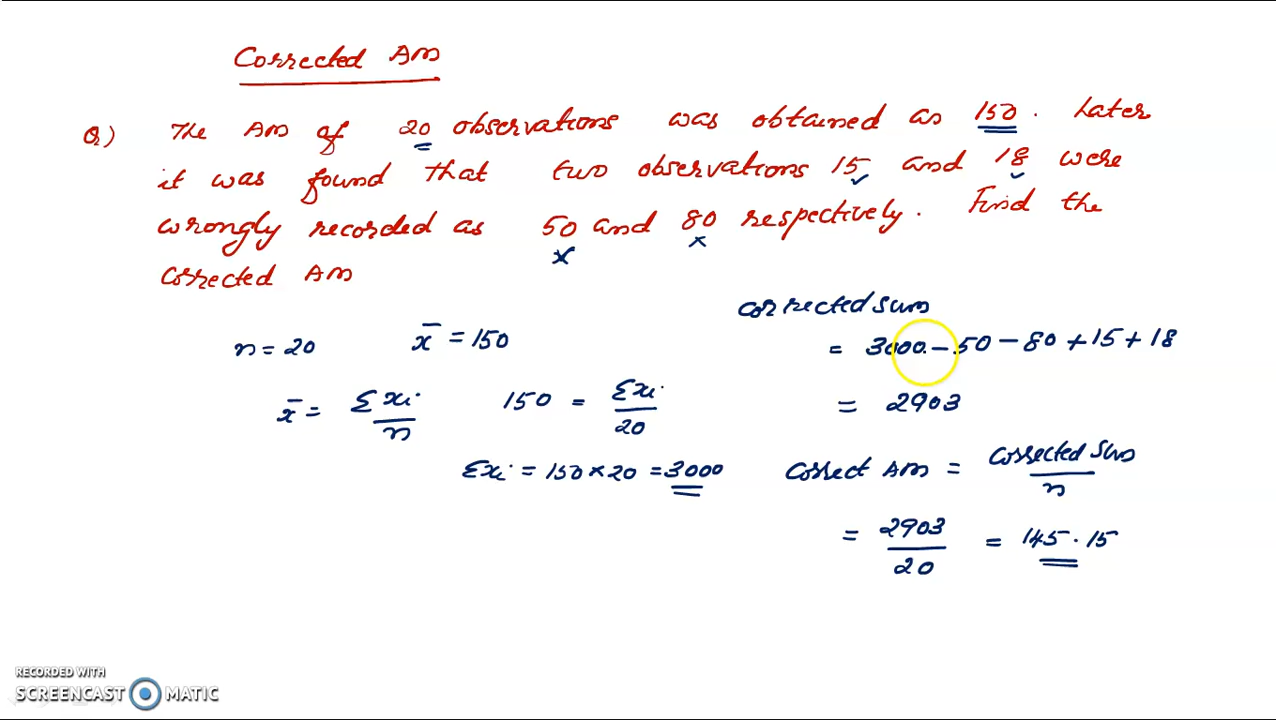 Corrected AM
Q) The AM of 20 observations was obtained as 150. Later
it was found that two observations 15 and 18 were
wrongly recorded as 50 and 80 respectively. Find the
corrected AM
n = 20 x̄ = 150
x̄ = Σxi / n 150 = Σxi / 20
Σxi = 150 × 20 = 3000
corrected sum
= 3000 - 50 - 80 + 15 + 18
= 2903
correct AM = corrected sum / n
= 2903 / 20 = 145.15
RECORDED WITH
SCREENCAST MATIC